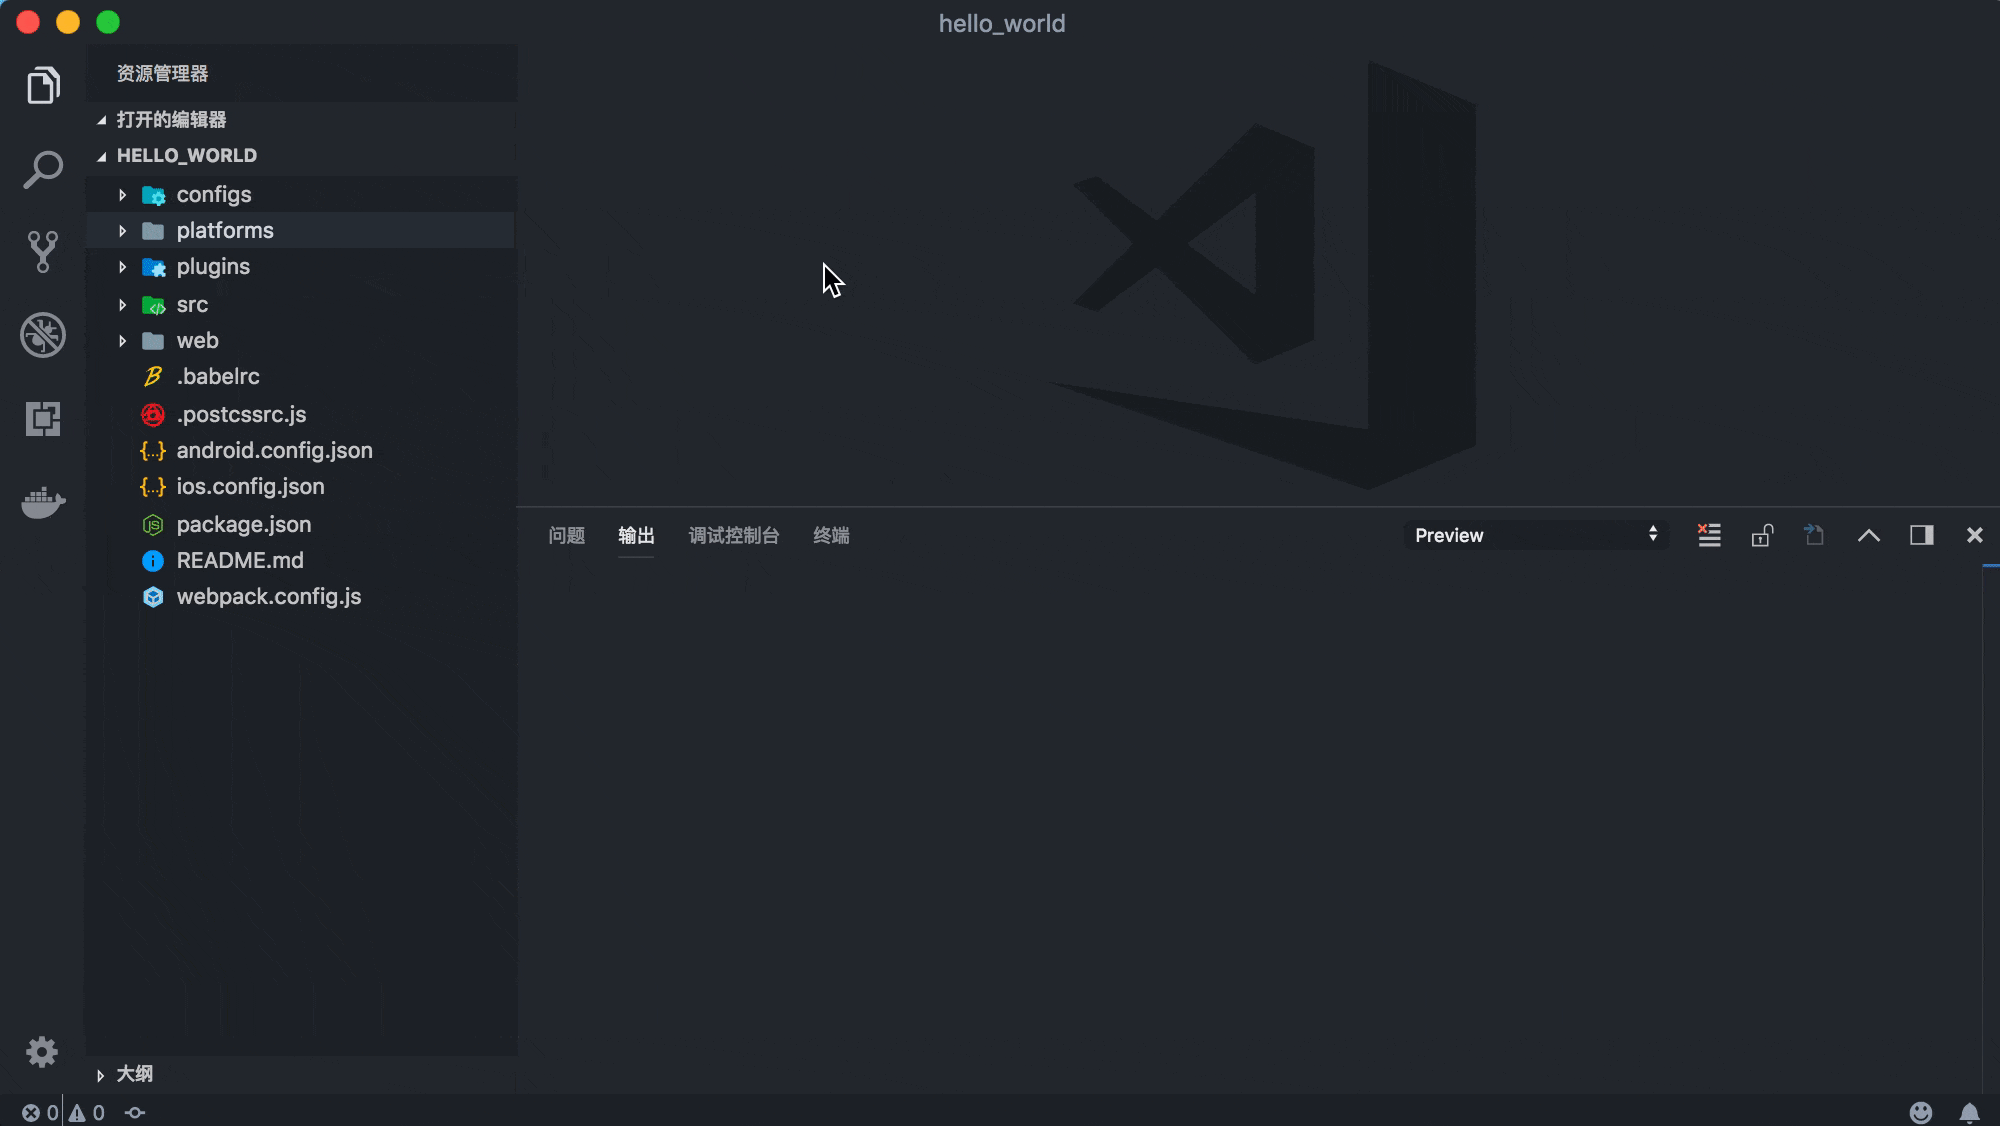 hello_world
资源管理器
打开的编辑器
HELLO_WORLD
configs
platforms
plugins
src
web
.babelrc
.postcssrc.js
android.config.json
ios.config.json
package.json
README.md
webpack.config.js
大纲
问题 输出 调试控制台 终端 Preview
0 0